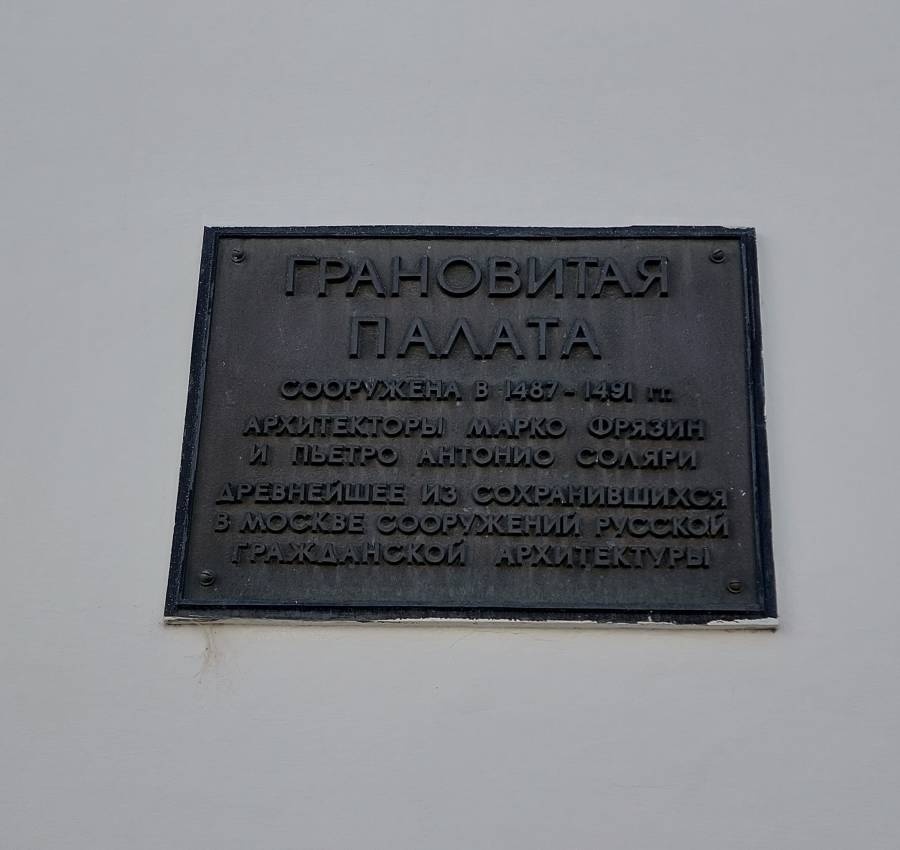 ГРАНОВИТАЯ
ПАЛАТА
СООРУЖЕНА В 1487-1491 ГГ.
АРХИТЕКТОРЫ МАРКО ФРЯЗИН
И ПЬЕТРО АНТОНИО СОЛЯРИ
ДРЕВНЕЙШЕЕ ИЗ СОХРАНИВШИХСЯ
В МОСКВЕ СООРУЖЕНИЙ РУССКОЙ
ГРАЖДАНСКОЙ АРХИТЕКТУРЫ